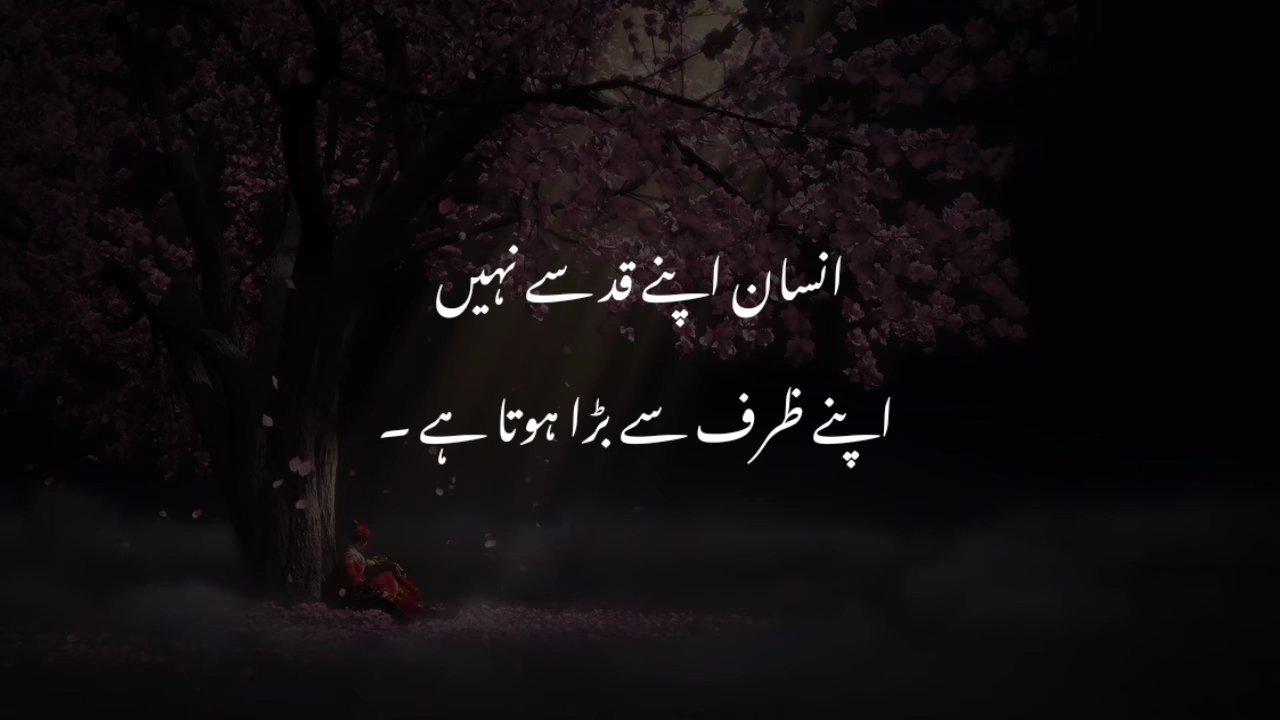 انسان اپنے قد سے نہیں
اپنے ظرف سے بڑا ہوتا ہے ۔